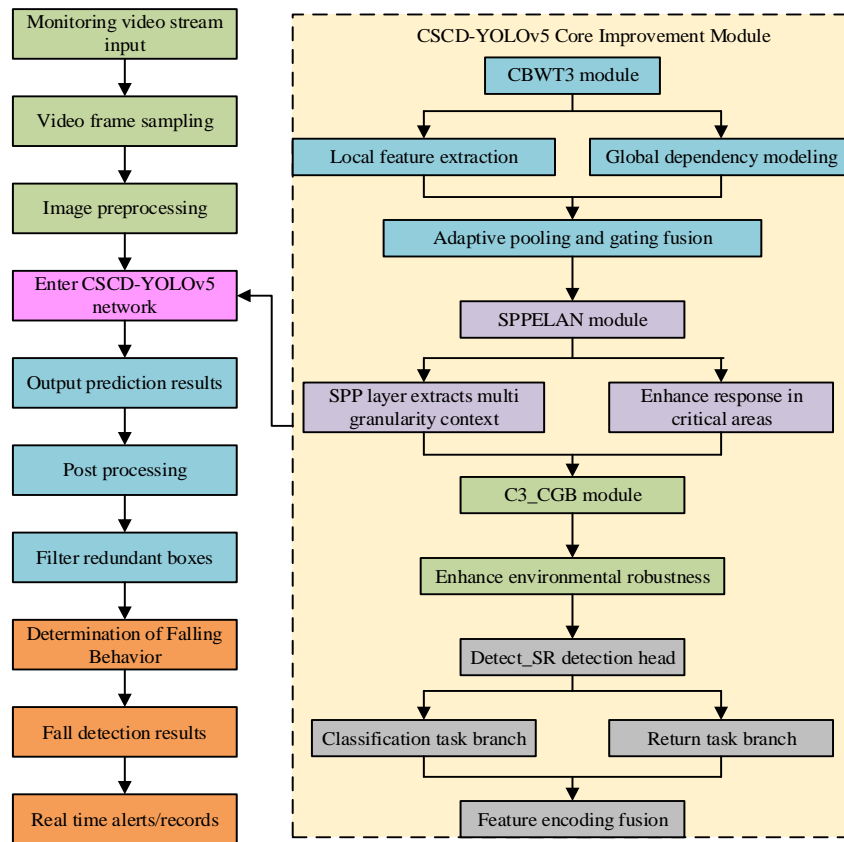 Monitoring video stream
input
Video frame sampling
Image preprocessing
Enter CSCD-YOLOv5
network
Output prediction results
Post processing
Filter redundant boxes
Determination of Falling
Behavior
Fall detection results
Real time alerts/records
CSCD-YOLOv5 Core Improvement Module
CBWT3 module
Local feature extraction
Global dependency modeling
Adaptive pooling and gating fusion
SPPELAN module
SPP layer extracts multi
granularity context
Enhance response in
critical areas
C3_CGB module
Enhance environmental robustness
Detect_SR detection head
Classification task branch
Return task branch
Feature encoding fusion